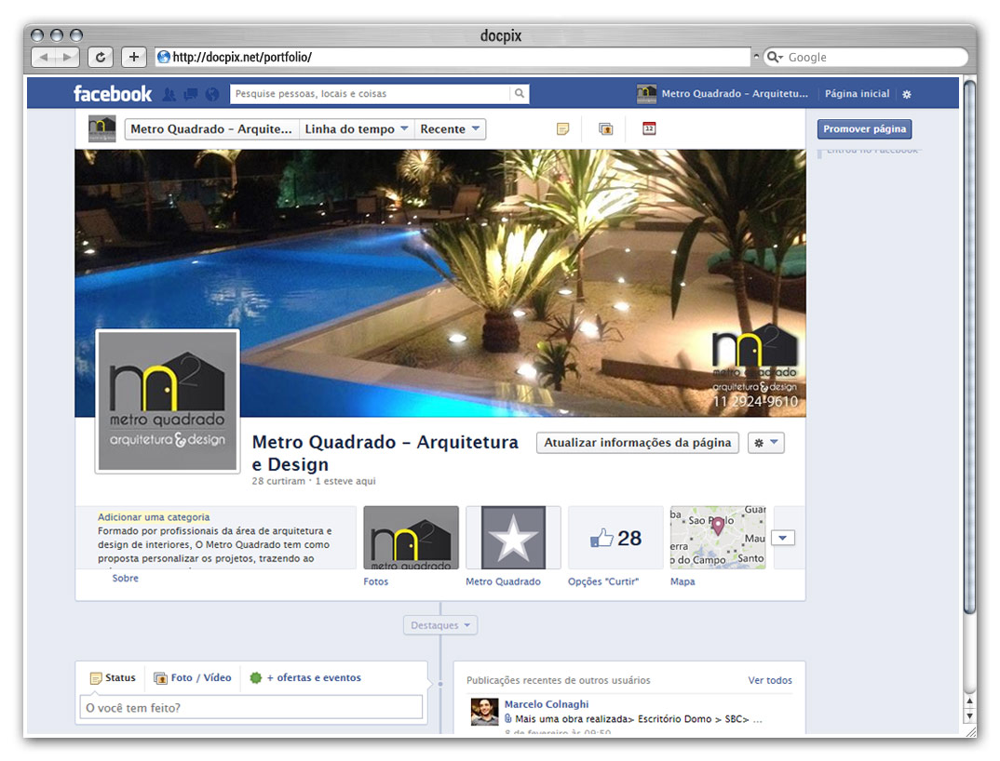 docpix
http://docpix.net/portfolio/
Google
facebook
Pesquise pessoas, locais e coisas
Metro Quadrado - Arquitetu...
Página inicial
Metro Quadrado - Arquite...
Linha do tempo
Recente
12
Promover página
Entrou no Facebook
m2
metro quadrado
arquitetura & design
11 2924-9610
m2
metro quadrado
arquitetura & design
Metro Quadrado - Arquitetura
e Design
Atualizar informações da página
28 curtiram · 1 esteve aqui
Adicionar uma categoria
Formado por profissionais da área de arquitetura e
design de interiores, O Metro Quadrado tem como
proposta personalizar os projetos, trazendo ao
Sobre
m
metro quadrado
Fotos
Metro Quadrado
28
Opções "Curtir"
ba
Guar
Sao Paulo
Mau
erra
o do Campo
Santo
Mapa
Destaques
Status
Foto / Vídeo
+ ofertas e eventos
O você tem feito?
Publicações recentes de outros usuários
Ver todos
Marcelo Colnaghi
Mais uma obra realizada> Escritório Domo > SBC> ...
8 de fevereiro às 09:50